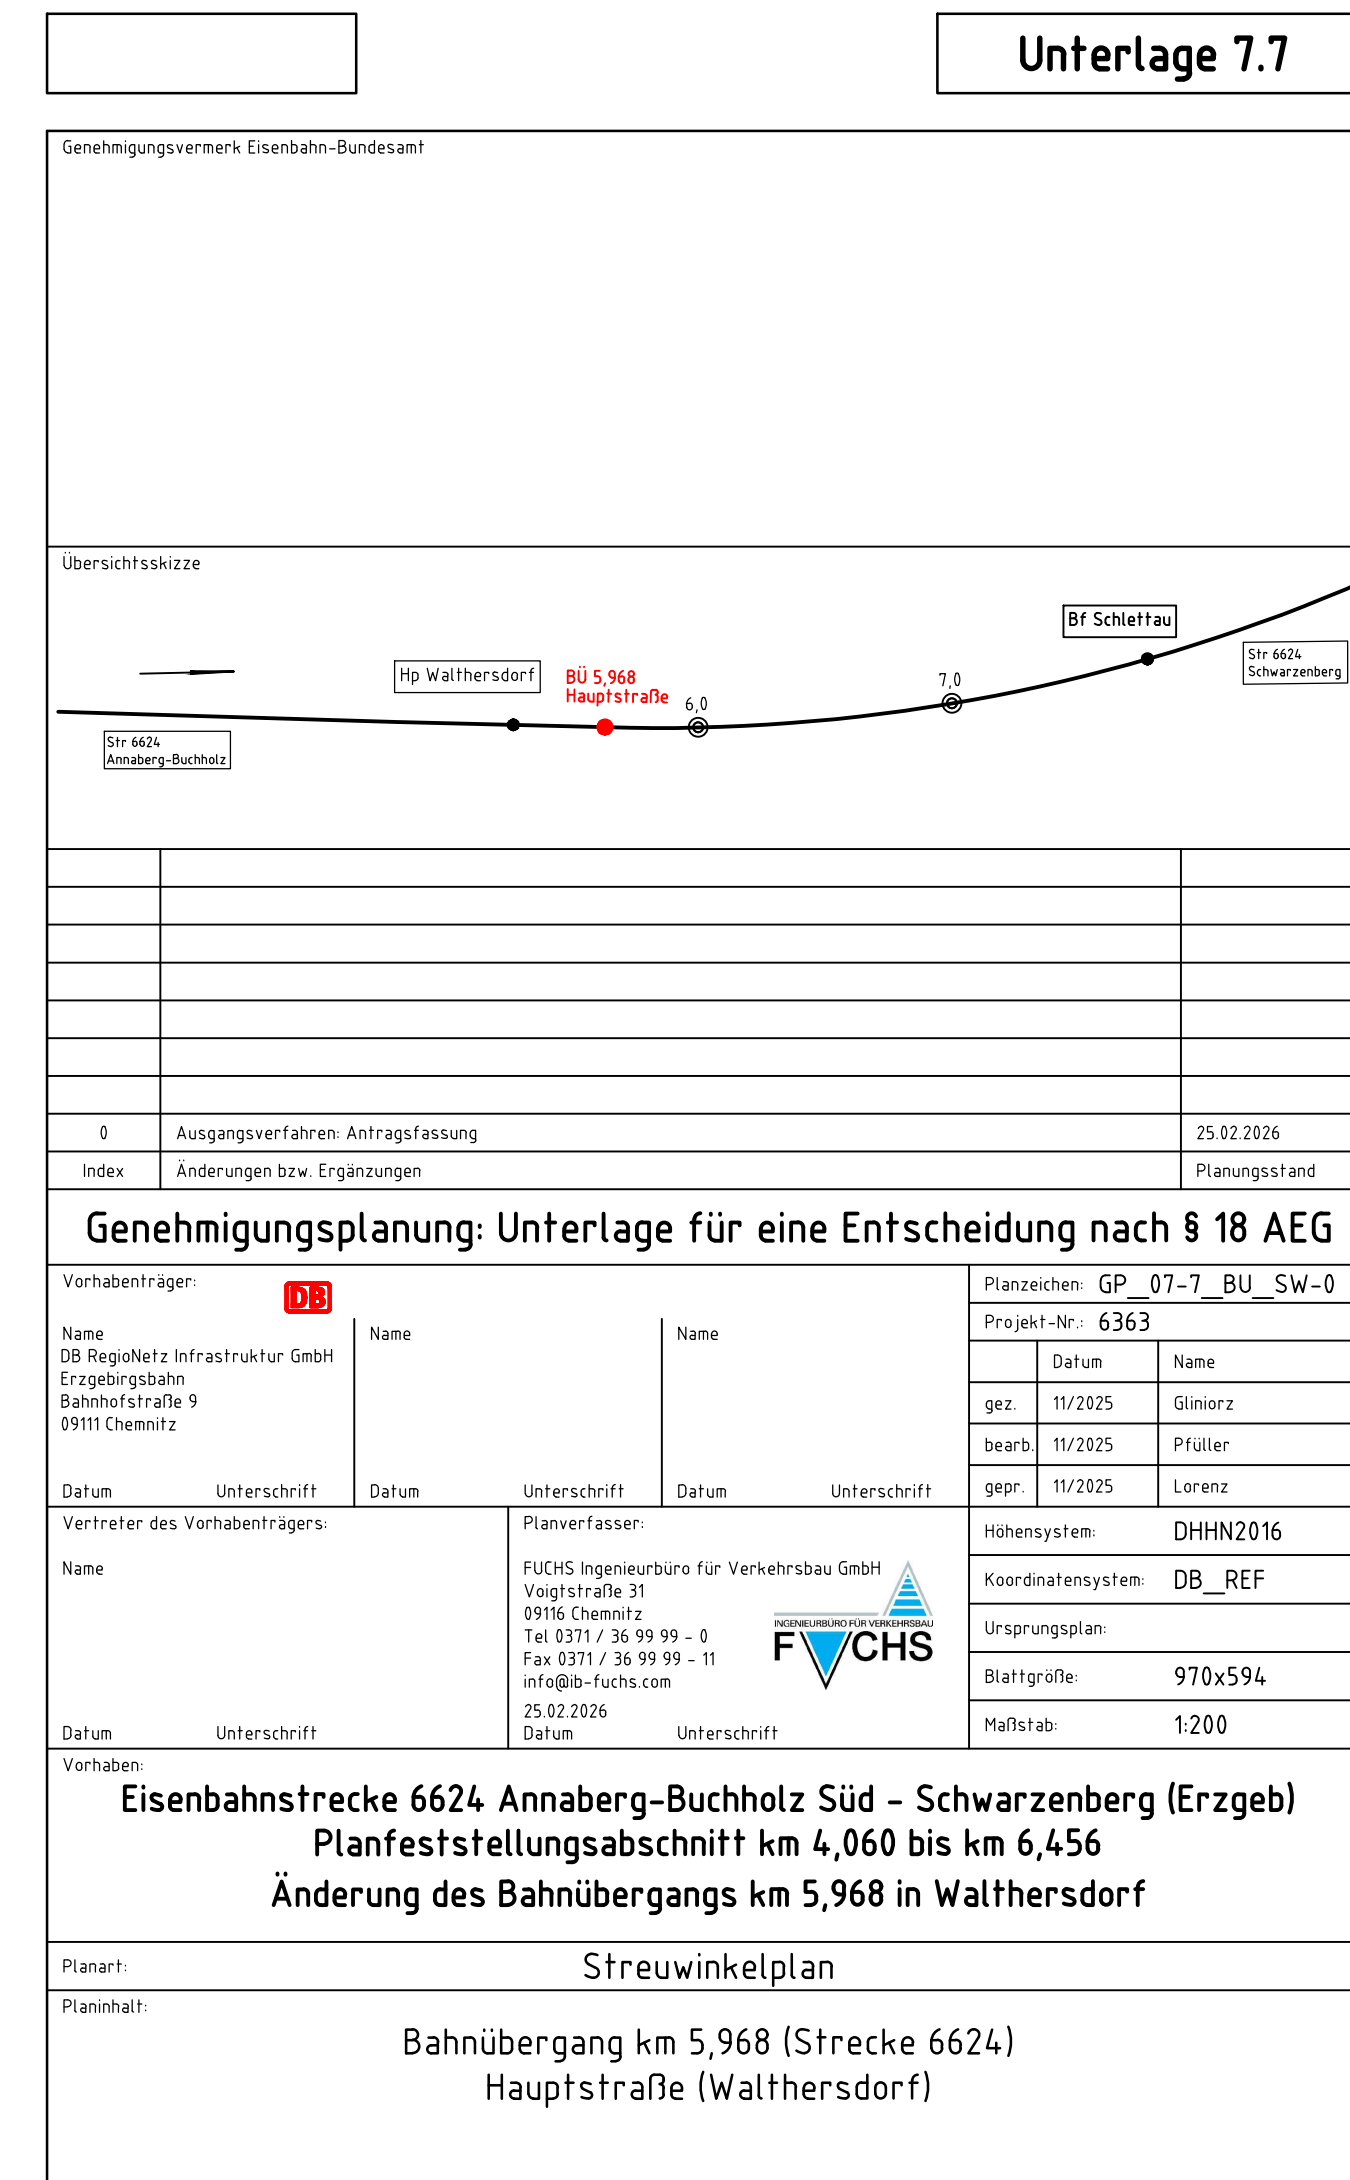 Unterlage 7.7
Genehmigungsvermerk Eisenbahn-Bundesamt
Übersichtsskizze
Bf Schlettau
Str 6624
Schwarzenberg
Hp Walthersdorf
BÜ 5,968
Hauptstraße
6,0
7,0
Str 6624
Annaberg-Buchholz
0 Ausgangsverfahren: Antragsfassung 25.02.2026
Index Änderungen bzw. Ergänzungen Planungsstand
Genehmigungsplanung: Unterlage für eine Entscheidung nach § 18 AEG
Vorhabenträger:
DB
Name Name Name
DB RegioNetz Infrastruktur GmbH
Erzgebirgsbahn
Bahnhofstraße 9
09111 Chemnitz
Datum Unterschrift Datum Unterschrift Datum Unterschrift
Planzeichen: GP__07-7__BU__SW-0
Projekt-Nr.: 6363
Datum Name
gez. 11/2025 Gliniorz
bearb. 11/2025 Pfüller
gepr. 11/2025 Lorenz
Vertreter des Vorhabenträgers:
Name
Datum Unterschrift
Planverfasser:
FUCHS Ingenieurbüro für Verkehrsbau GmbH
Voigtstraße 31
09116 Chemnitz
Tel 0371 / 36 99 99 - 0
Fax 0371 / 36 99 99 - 11
info@ib-fuchs.com
25.02.2026
Datum Unterschrift
INGENIEURBÜRO FÜR VERKEHRSBAU
FUCHS
Höhensystem: DHHN2016
Koordinatensystem: DB__REF
Ursprungsplan:
Blattgröße: 970x594
Maßstab: 1:200
Vorhaben:
Eisenbahnstrecke 6624 Annaberg-Buchholz Süd - Schwarzenberg (Erzgeb)
Planfeststellungsabschnitt km 4,060 bis km 6,456
Änderung des Bahnübergangs km 5,968 in Walthersdorf
Planart: Streuwinkelplan
Planinhalt:
Bahnübergang km 5,968 (Strecke 6624)
Hauptstraße (Walthersdorf)